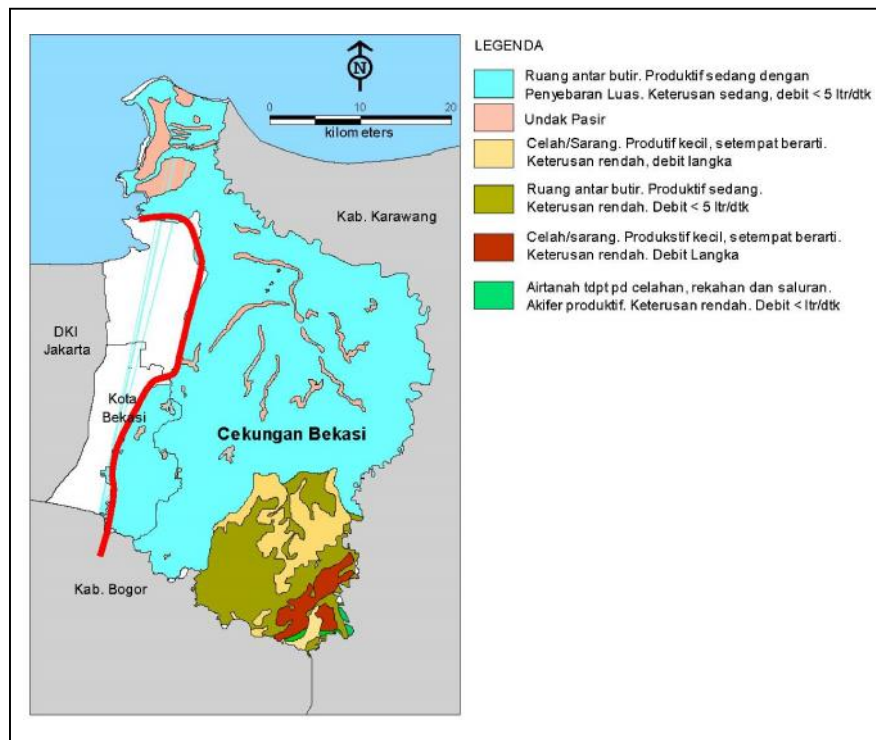 LEGENDA
Ruang antar butir. Produktif sedang dengan
Penyebaran Luas. Keterusan sedang, debit < 5 ltr/dtk
Undak Pasir
Celah/Sarang. Produtif kecil, setempat berarti.
Keterusan rendah, debit langka
Ruang antar butir. Produktif sedang.
Keterusan rendah. Debit < 5 ltr/dtk
Celah/sarang. Produkstif kecil, setempat berarti.
Keterusan rendah. Debit Langka
Airtanah tdpt pd celahan, rekahan dan saluran.
Akifer produktif. Keterusan rendah. Debit < ltr/dtk
N
0 10 20
kilometers
Kab. Karawang
DKI
Jakarta
Kota
Bekasi
Cekungan Bekasi
Kab. Bogor